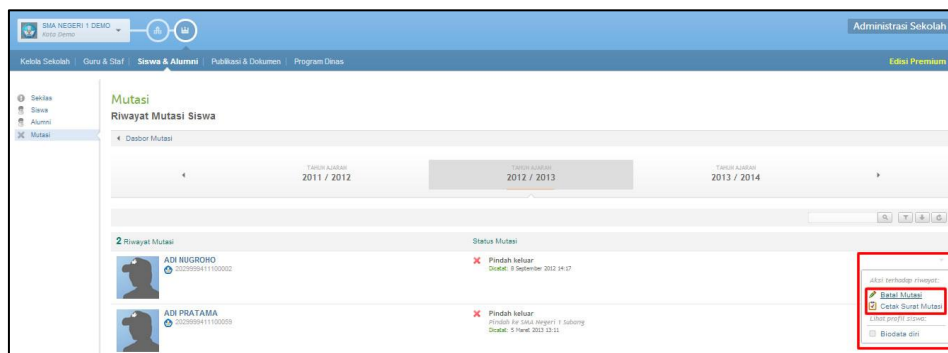 SMA NEGERI 1 DEMO
Kota Demo
Administrasi Sekolah
Kelola Sekolah Guru & Staf Siswa & Alumni Publikasi & Dokumen Program Dinas Edisi Premium
Sekilas
Siswa
Alumni
Mutasi
Mutasi
Riwayat Mutasi Siswa
Dasbor Mutasi
TAHUN AJARAN
2011 / 2012
TAHUN AJARAN
2012 / 2013
TAHUN AJARAN
2013 / 2014
2 Riwayat Mutasi Status Mutasi
ADI NUGROHO
2029999411100002
Pindah keluar
Dicatat: 8 September 2012 14:17
ADI PRATAMA
2029999411100059
Pindah keluar
Pindah ke SMA Negeri 1 Subang
Dicatat: 5 Maret 2013 13:11
Aksi terhadap riwayat:
Batal Mutasi
Cetak Surat Mutasi
Lihat profil siswa:
Biodata diri